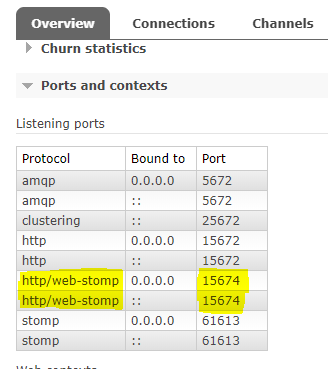 Overview Connections Channels
Churn statistics
Ports and contexts
Listening ports
Protocol Bound to Port
amqp 0.0.0.0 5672
amqp :: 5672
clustering :: 25672
http 0.0.0.0 15672
http :: 15672
http/web-stomp 0.0.0.0 15674
http/web-stomp :: 15674
stomp 0.0.0.0 61613
stomp :: 61613